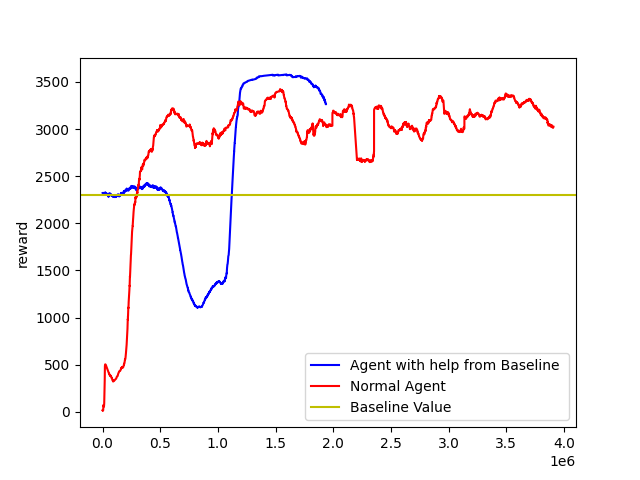 3500
3000
2500
2000
1500
1000
500
0
reward
0.0 0.5 1.0 1.5 2.0 2.5 3.0 3.5 4.0
1e6
Agent with help from Baseline
Normal Agent
Baseline Value